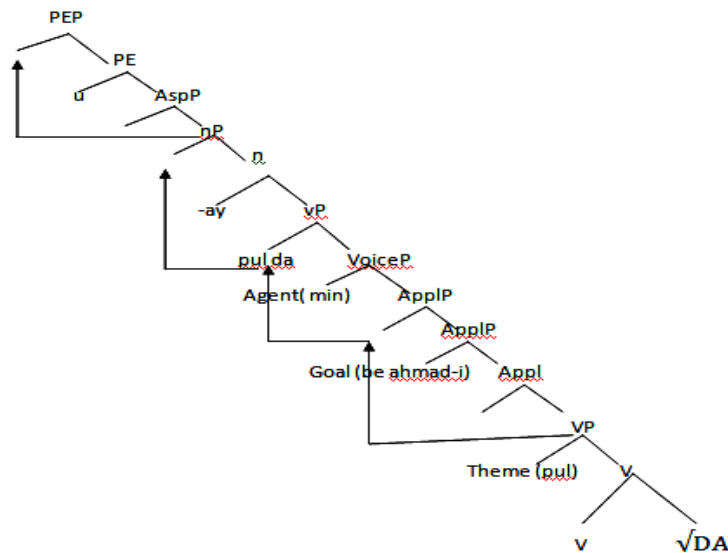 PEP
PE
u
AspP
nP
n
-ay
vP
pul da
VoiceP
Agent( min)
ApplP
ApplP
Goal (be ahmad-i)
Appl
VP
Theme (pul)
V
V
√DA